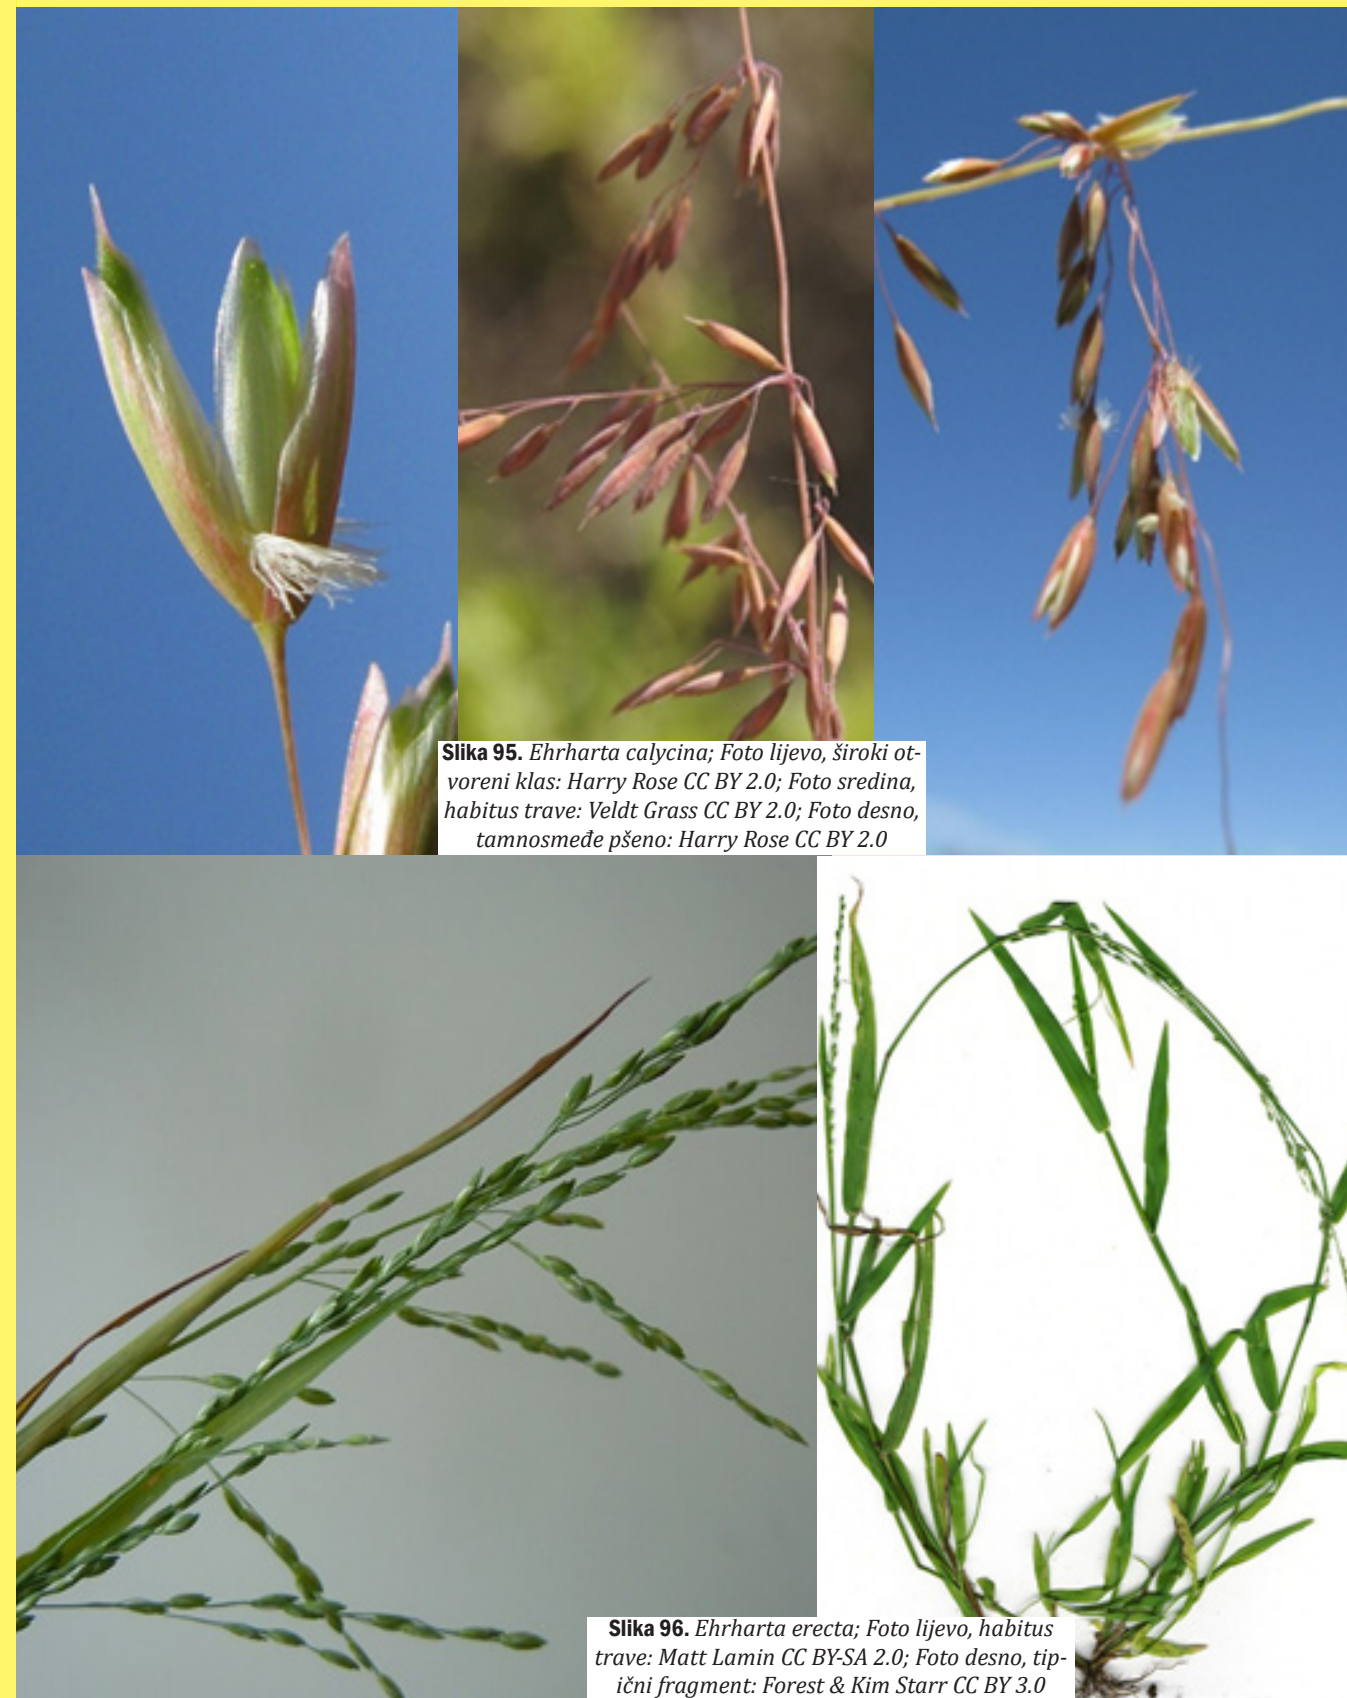 Slika 95. Ehrharta calycina; Foto lijevo, široki ot-
voreni klas: Harry Rose CC BY 2.0; Foto sredina,
habitus trave: Veldt Grass CC BY 2.0; Foto desno,
tamnosmeđe pšeno: Harry Rose CC BY 2.0
Slika 96. Ehrharta erecta; Foto lijevo, habitus
trave: Matt Lamin CC BY-SA 2.0; Foto desno, tip-
ični fragment: Forest & Kim Starr CC BY 3.0